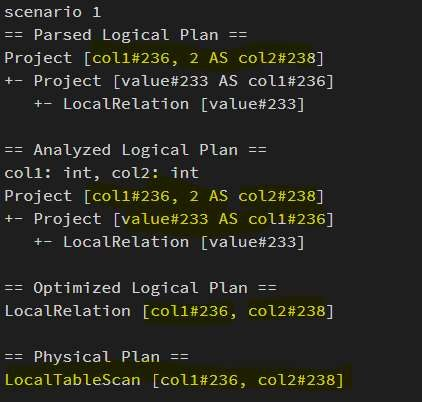 scenario 1
== Parsed Logical Plan ==
Project [col1#236, 2 AS col2#238]
+- Project [value#233 AS col1#236]
   +- LocalRelation [value#233]

== Analyzed Logical Plan ==
col1: int, col2: int
Project [col1#236, 2 AS col2#238]
+- Project [value#233 AS col1#236]
   +- LocalRelation [value#233]

== Optimized Logical Plan ==
LocalRelation [col1#236, col2#238]

== Physical Plan ==
LocalTableScan [col1#236, col2#238]